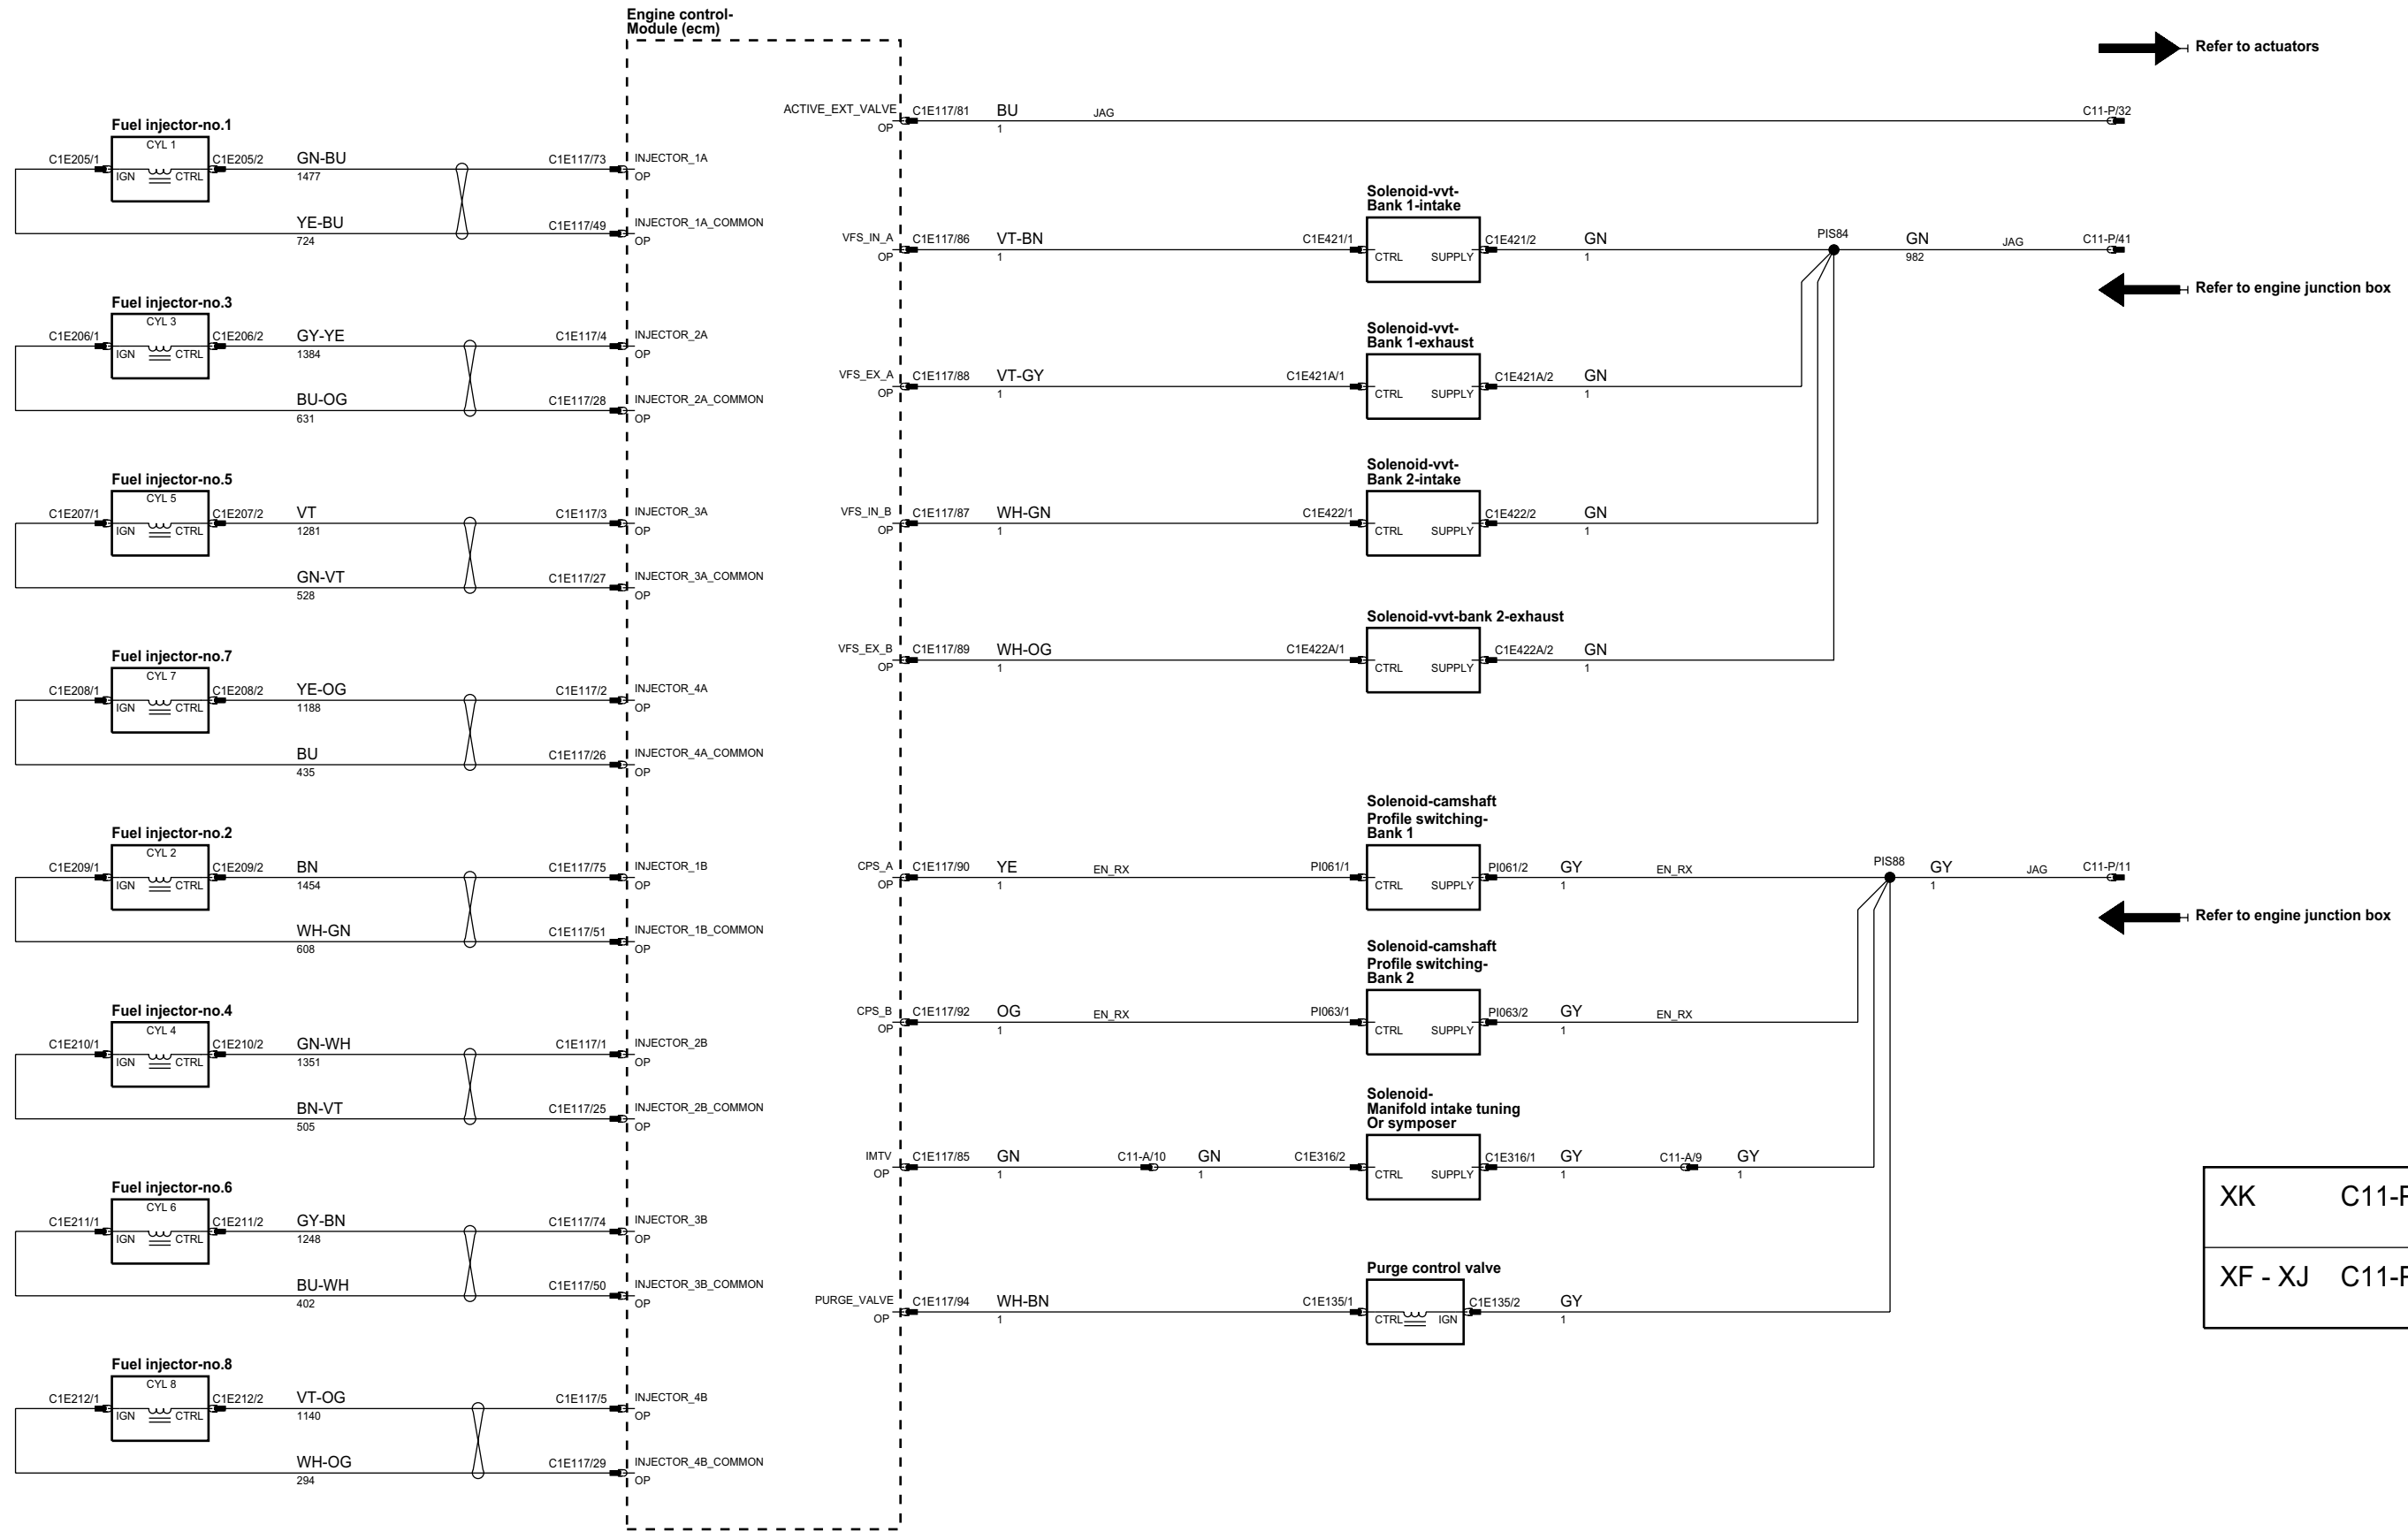 Engine control-
Module (ecm)
Refer to actuators
ACTIVE_EXT_VALVE
OP
C1E117/81
BU
1
JAG
C11-P/32
Fuel injector-no.1
CYL 1
C1E205/1
IGN
CTRL
C1E205/2
GN-BU
1477
C1E117/73
INJECTOR_1A
OP
YE-BU
724
C1E117/49
INJECTOR_1A_COMMON
OP
Fuel injector-no.3
CYL 3
C1E206/1
IGN
CTRL
C1E206/2
GY-YE
1384
C1E117/4
INJECTOR_2A
OP
BU-OG
631
C1E117/28
INJECTOR_2A_COMMON
OP
Fuel injector-no.5
CYL 5
C1E207/1
IGN
CTRL
C1E207/2
VT
1281
C1E117/3
INJECTOR_3A
OP
GN-VT
528
C1E117/27
INJECTOR_3A_COMMON
OP
Fuel injector-no.7
CYL 7
C1E208/1
IGN
CTRL
C1E208/2
YE-OG
1188
C1E117/2
INJECTOR_4A
OP
BU
435
C1E117/26
INJECTOR_4A_COMMON
OP
Fuel injector-no.2
CYL 2
C1E209/1
IGN
CTRL
C1E209/2
BN
1454
C1E117/75
INJECTOR_1B
OP
WH-GN
608
C1E117/51
INJECTOR_1B_COMMON
OP
Fuel injector-no.4
CYL 4
C1E210/1
IGN
CTRL
C1E210/2
GN-WH
1351
C1E117/1
INJECTOR_2B
OP
BN-VT
505
C1E117/25
INJECTOR_2B_COMMON
OP
Fuel injector-no.6
CYL 6
C1E211/1
IGN
CTRL
C1E211/2
GY-BN
1248
C1E117/74
INJECTOR_3B
OP
BU-WH
402
C1E117/50
INJECTOR_3B_COMMON
OP
Fuel injector-no.8
CYL 8
C1E212/1
IGN
CTRL
C1E212/2
VT-OG
1140
C1E117/5
INJECTOR_4B
OP
WH-OG
294
C1E117/29
INJECTOR_4B_COMMON
OP
Solenoid-vvt-
Bank 1-intake
VFS_IN_A
OP
C1E117/86
VT-BN
1
C1E421/1
CTRL
SUPPLY
C1E421/2
GN
1
PIS84
GN
982
JAG
C11-P/41
Refer to engine junction box
Solenoid-vvt-
Bank 1-exhaust
VFS_EX_A
OP
C1E117/88
VT-GY
1
C1E421A/1
CTRL
SUPPLY
C1E421A/2
GN
1
Solenoid-vvt-
Bank 2-intake
VFS_IN_B
OP
C1E117/87
WH-GN
1
C1E422/1
CTRL
SUPPLY
C1E422/2
GN
1
Solenoid-vvt-bank 2-exhaust
VFS_EX_B
OP
C1E117/89
WH-OG
1
C1E422A/1
CTRL
SUPPLY
C1E422A/2
GN
1
Solenoid-camshaft
Profile switching-
Bank 1
CPS_A
OP
C1E117/90
YE
1
EN_RX
PI061/1
CTRL
SUPPLY
PI061/2
GY
1
EN_RX
PIS88
GY
1
JAG
C11-P/11
Refer to engine junction box
Solenoid-camshaft
Profile switching-
Bank 2
CPS_B
OP
C1E117/92
OG
1
EN_RX
PI063/1
CTRL
SUPPLY
PI063/2
GY
1
EN_RX
Solenoid-
Manifold intake tuning
Or symposer
IMTV
OP
C1E117/85
GN
1
C11-A/10
GN
1
C1E316/2
CTRL
SUPPLY
C1E316/1
GY
1
C11-A/9
GY
1
Purge control valve
PURGE_VALVE
OP
C1E117/94
WH-BN
1
C1E135/1
CTRL
IGN
C1E135/2
GY
1
XK C11-P
XF - XJ C11-P